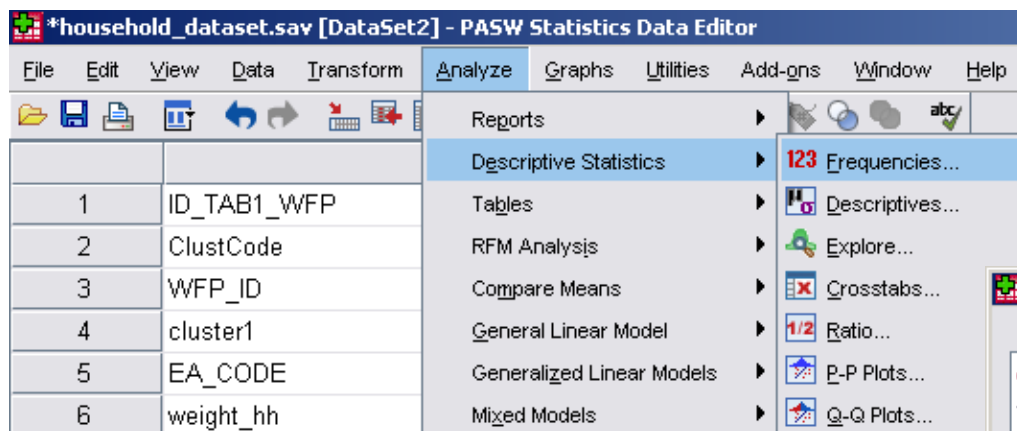 *household_dataset.sav [DataSet2] - PASW Statistics Data Editor
File Edit View Data Transform Analyze Graphs Utilities Add-ons Window Help
abc
Reports
Descriptive Statistics
123 Frequencies...
1 ID_TAB1_WFP
Tables
μσ Descriptives...
2 ClustCode
RFM Analysis
Explore...
3 WFP_ID
Compare Means
Crosstabs...
4 cluster1
General Linear Model
1/2 Ratio...
5 EA_CODE
Generalized Linear Models
P-P Plots...
6 weight_hh
Mixed Models
Q-Q Plots...